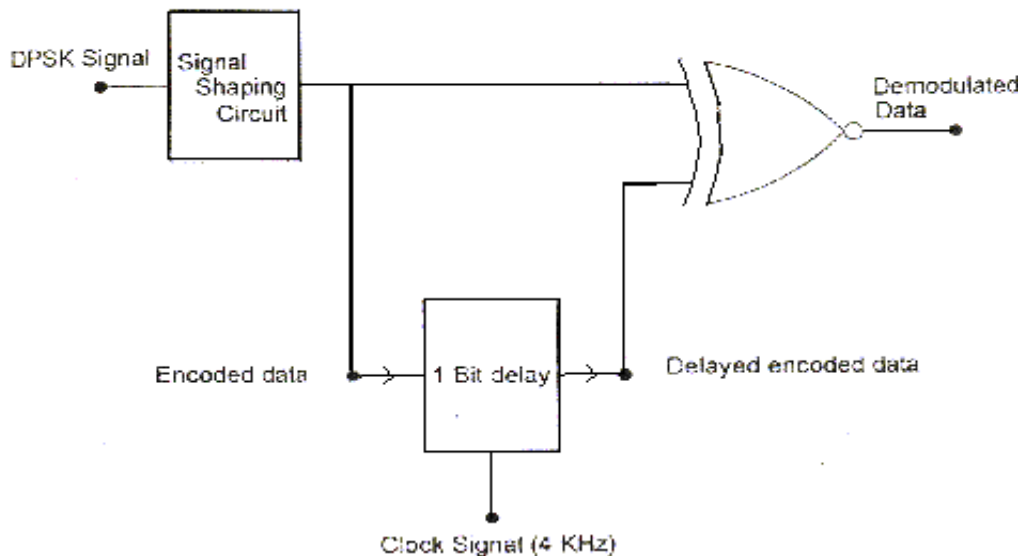 DPSK Signal
Signal
Shaping
Circuit
Demodulated
Data
Encoded data
1 Bit delay
Delayed encoded data
Clock Signal (4 KHz)